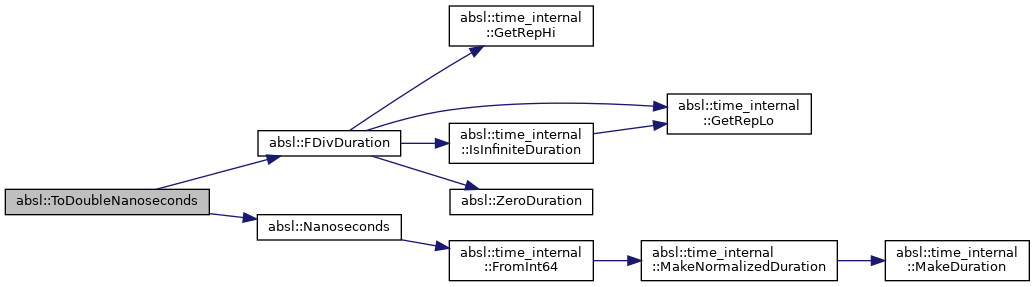 absl::time_internal
::GetRepHi
absl::time_internal
::GetRepLo
absl::FDivDuration
absl::time_internal
::IsInfiniteDuration
absl::ToDoubleNanoseconds
absl::ZeroDuration
absl::Nanoseconds
absl::time_internal
::FromInt64
absl::time_internal
::MakeNormalizedDuration
absl::time_internal
::MakeDuration